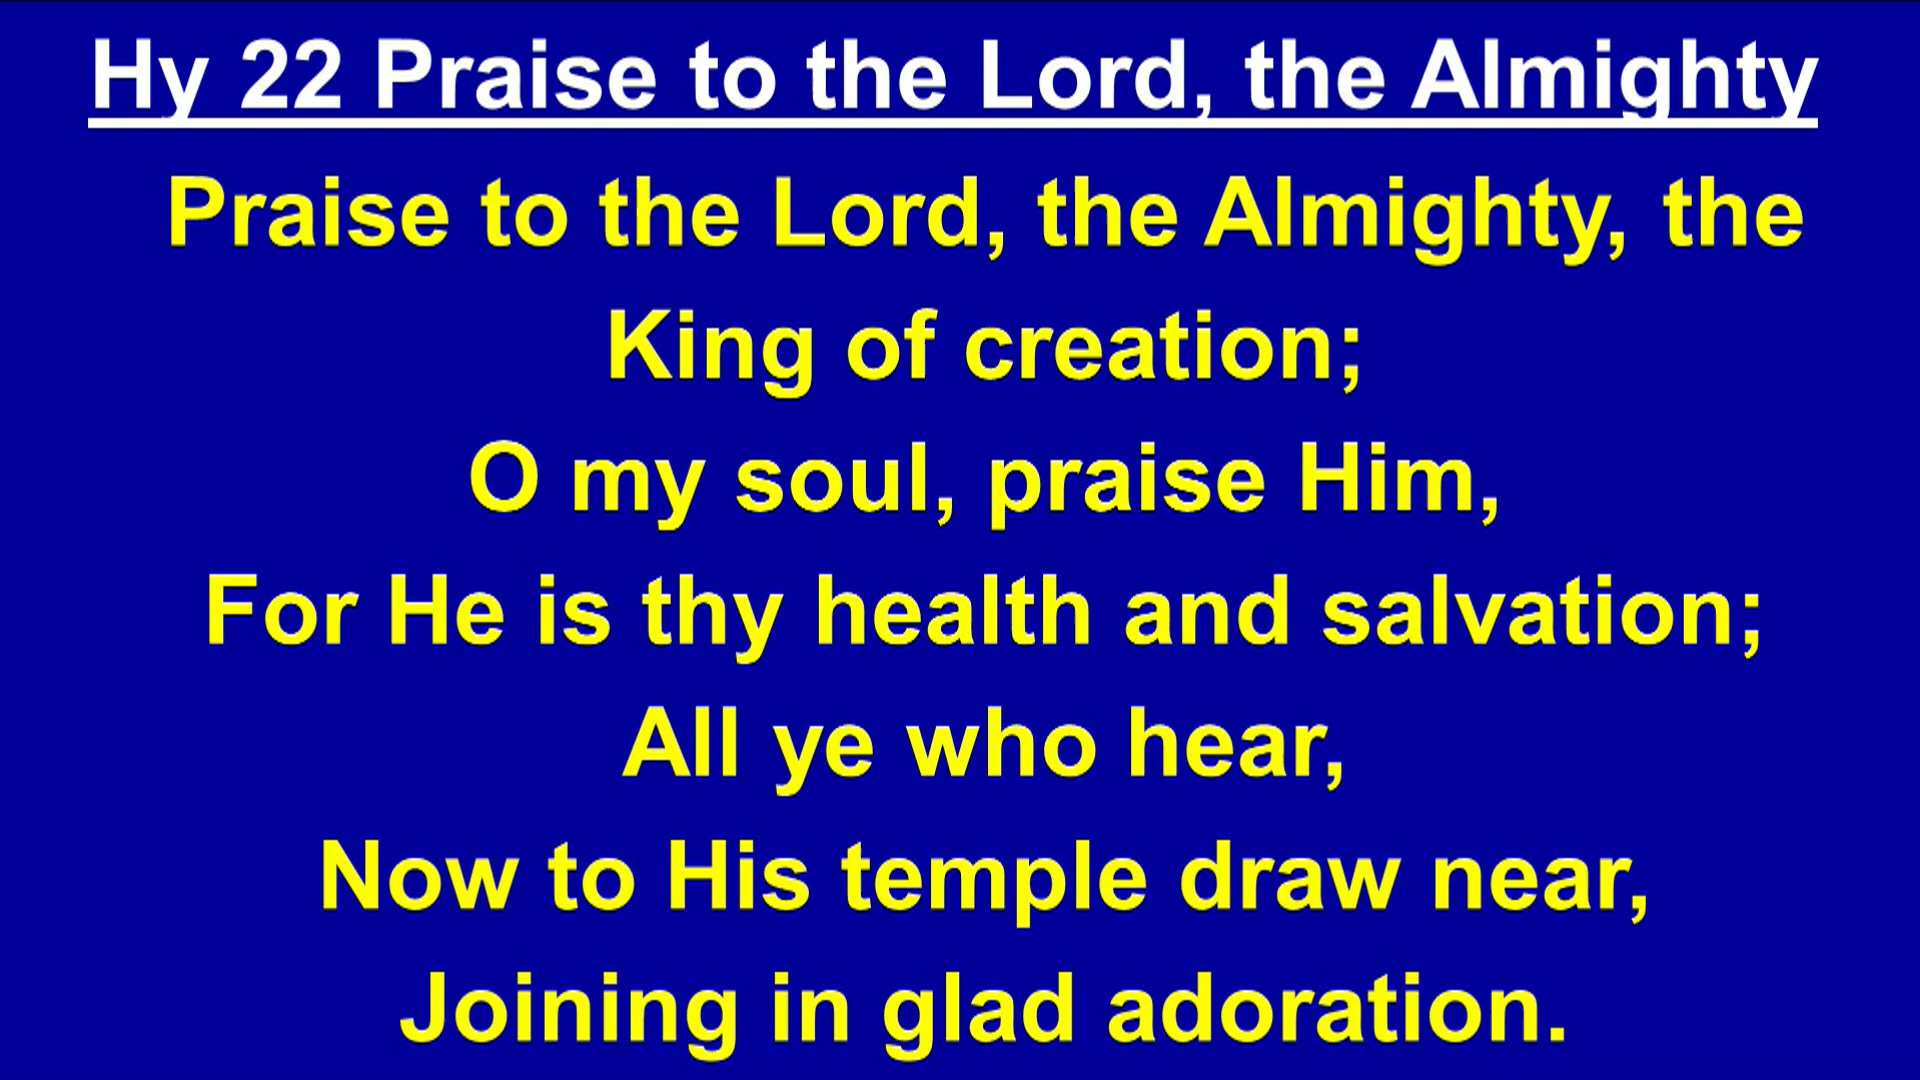 Hy 22 Praise to the Lord, the Almighty
Praise to the Lord, the Almighty, the
King of creation;
O my soul, praise Him,
For He is thy health and salvation;
All ye who hear,
Now to His temple draw near,
Joining in glad adoration.